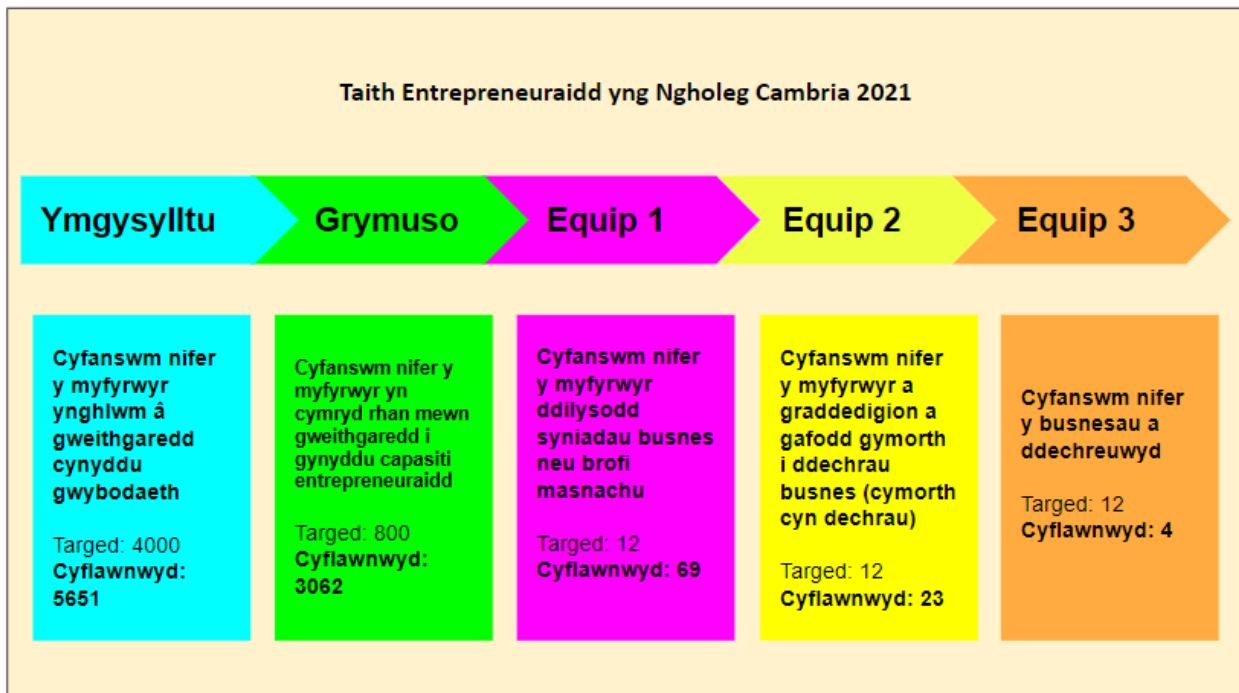 Taith Entrepreneuraidd yng Ngholeg Cambria 2021
Ymgysylltu
Grymuso
Equip 1
Equip 2
Equip 3
Cyfanswm nifer
y myfyrwyr
ynghlwm â
gweithgaredd
cynyddu
gwybodaeth
Targed: 4000
Cyflawnwyd:
5651
Cyfanswm nifer y
myfyrwyr yn
cymryd rhan mewn
gweithgaredd i
gynyddu capasiti
entrepreneuraidd
Targed: 800
Cyflawnwyd:
3062
Cyfanswm nifer
y myfyrwyr
ddilysodd
syniadau busnes
neu brofi
masnachu
Targed: 12
Cyflawnwyd: 69
Cyfanswm nifer
y myfyrwyr a
graddedigion a
gafodd gymorth
i ddechrau
busnes (cymorth
cyn dechrau)
Targed: 12
Cyflawnwyd: 23
Cyfanswm nifer
y busnesau a
ddechreuwyd
Targed: 12
Cyflawnwyd: 4